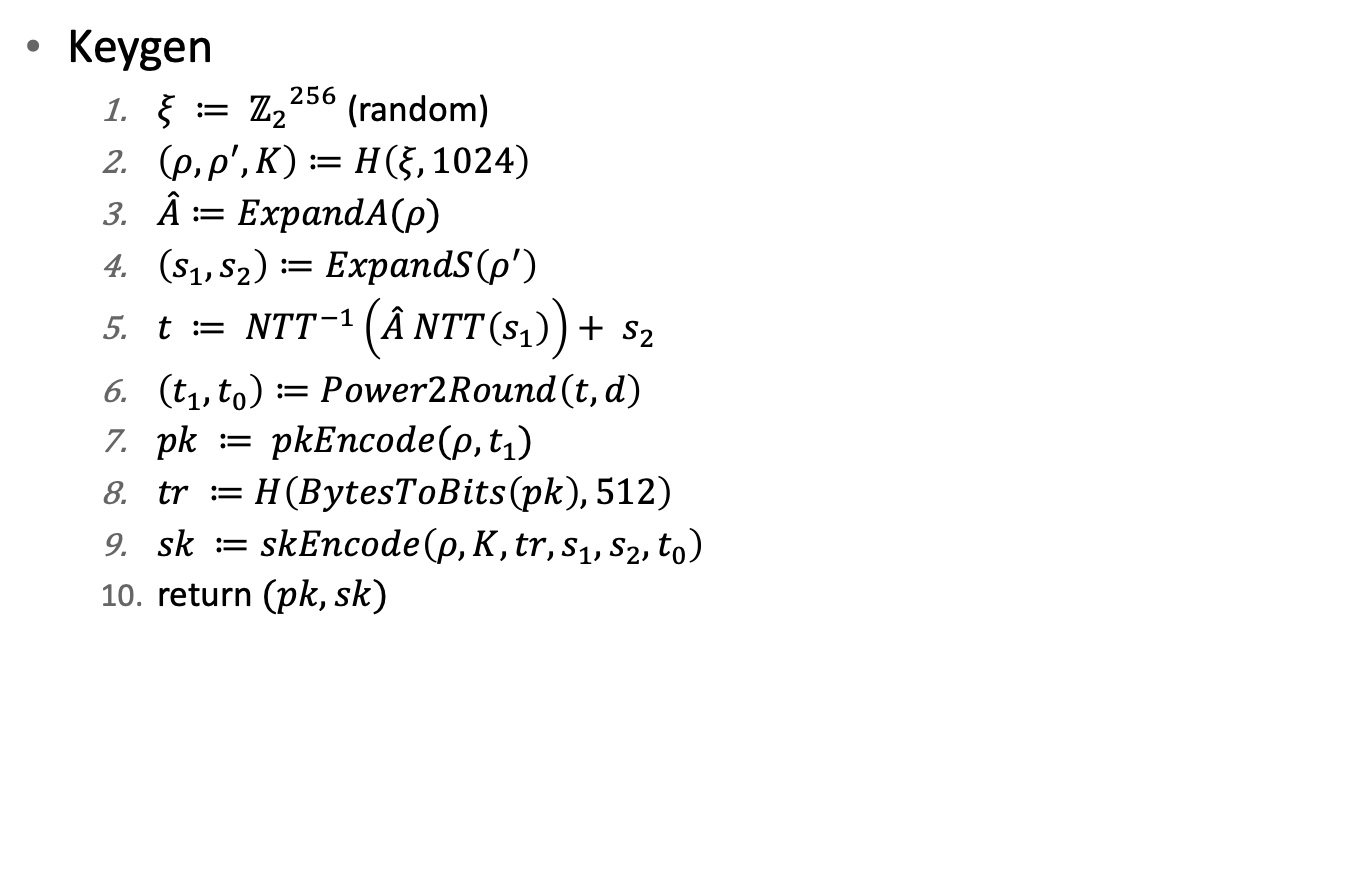 • Keygen
1. ξ ≔ ℤ₂²⁵⁶ (random)
2. (ρ, ρ′, K) ≔ H(ξ, 1024)
3. Â ≔ ExpandA(ρ)
4. (s₁, s₂) ≔ ExpandS(ρ′)
5. t ≔ NTT⁻¹(Â NTT(s₁)) + s₂
6. (t₁, t₀) ≔ Power2Round(t, d)
7. pk ≔ pkEncode(ρ, t₁)
8. tr ≔ H(BytesToBits(pk), 512)
9. sk ≔ skEncode(ρ, K, tr, s₁, s₂, t₀)
10. return (pk, sk)